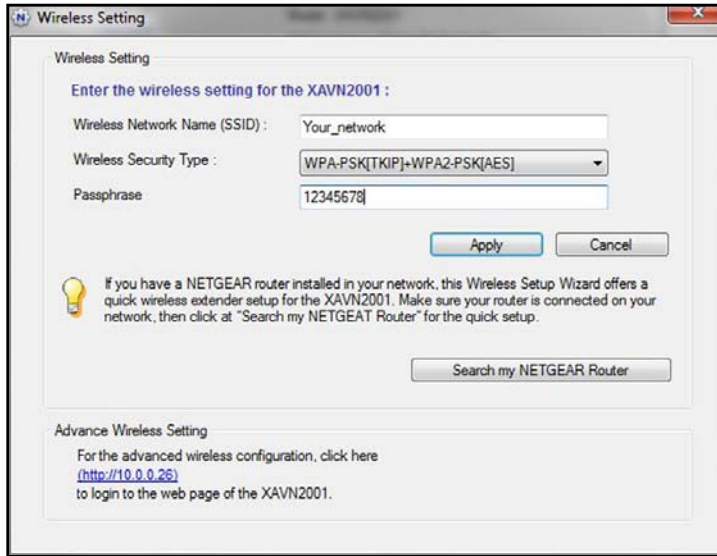 Wireless Setting
Wireless Setting
Enter the wireless setting for the XAVN2001 :
Wireless Network Name (SSID) :
Your_network
Wireless Security Type :
WPA-PSK[TKIP]+WPA2-PSK[AES]
Passphrase
12345678
Apply
Cancel
If you have a NETGEAR router installed in your network, this Wireless Setup Wizard offers a
quick wireless extender setup for the XAVN2001. Make sure your router is connected on your
network, then click at "Search my NETGEAT Router" for the quick setup.
Search my NETGEAR Router
Advance Wireless Setting
For the advanced wireless configuration, click here
(http://10.0.0.26)
to login to the web page of the XAVN2001.